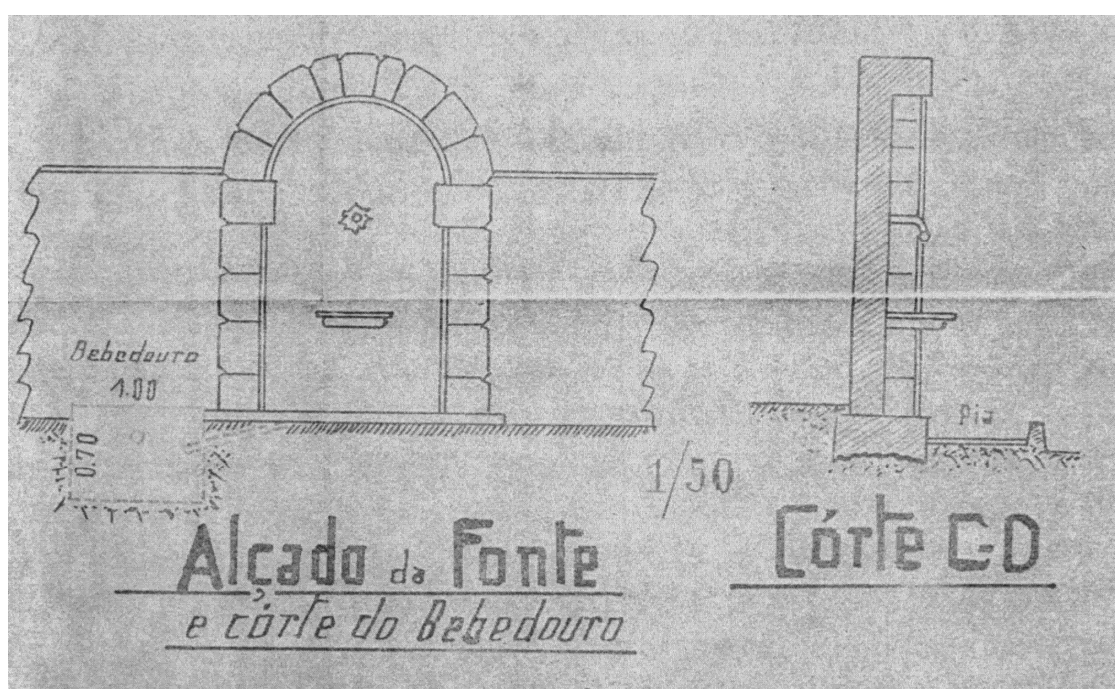 Bebedouro
1.00
0.70
Pia
1/50
Alçado da Fonte
e córte do Bebedouro
Córte C-D